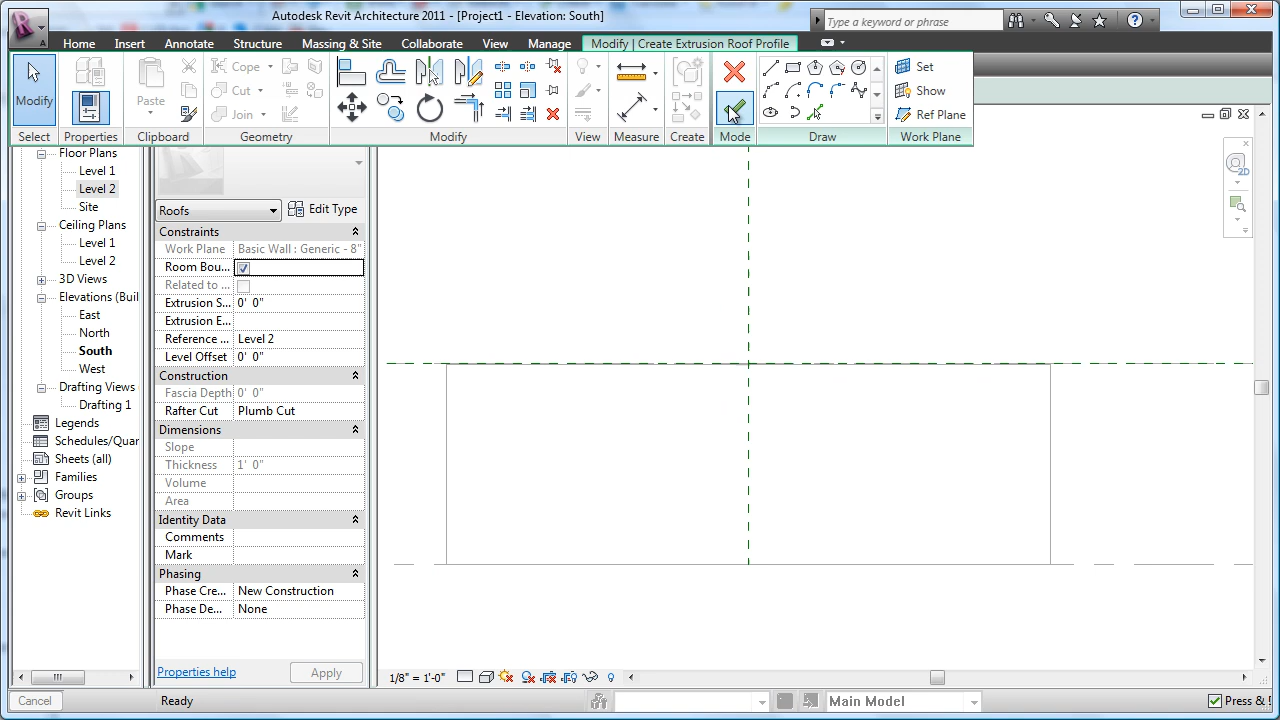 Autodesk Revit Architecture 2011 - [Project1 - Elevation: South]
Type a keyword or phrase
Home Insert Annotate Structure Massing & Site Collaborate View Manage Modify | Create Extrusion Roof Profile
Modify
Paste
Cope
Cut
Join
Set
Show
Ref Plane
Select Properties Clipboard Geometry Modify View Measure Create Mode Draw Work Plane
Floor Plans
Level 1
Level 2
Site
Ceiling Plans
Level 1
Level 2
3D Views
Elevations (Buil
East
North
South
West
Drafting Views
Drafting 1
Legends
Schedules/Quar
Sheets (all)
Families
Groups
Revit Links
Roofs
Edit Type
Constraints
Work Plane Basic Wall : Generic - 8"
Room Bou...
Related to ...
Extrusion S... 0' 0"
Extrusion E...
Reference ... Level 2
Level Offset 0' 0"
Construction
Fascia Depth 0' 0"
Rafter Cut Plumb Cut
Dimensions
Slope
Thickness 1' 0"
Volume
Area
Identity Data
Comments
Mark
Phasing
Phase Cre... New Construction
Phase De... None
Properties help
Apply
2D
1/8" = 1'-0"
Cancel
Ready
Main Model
Press &